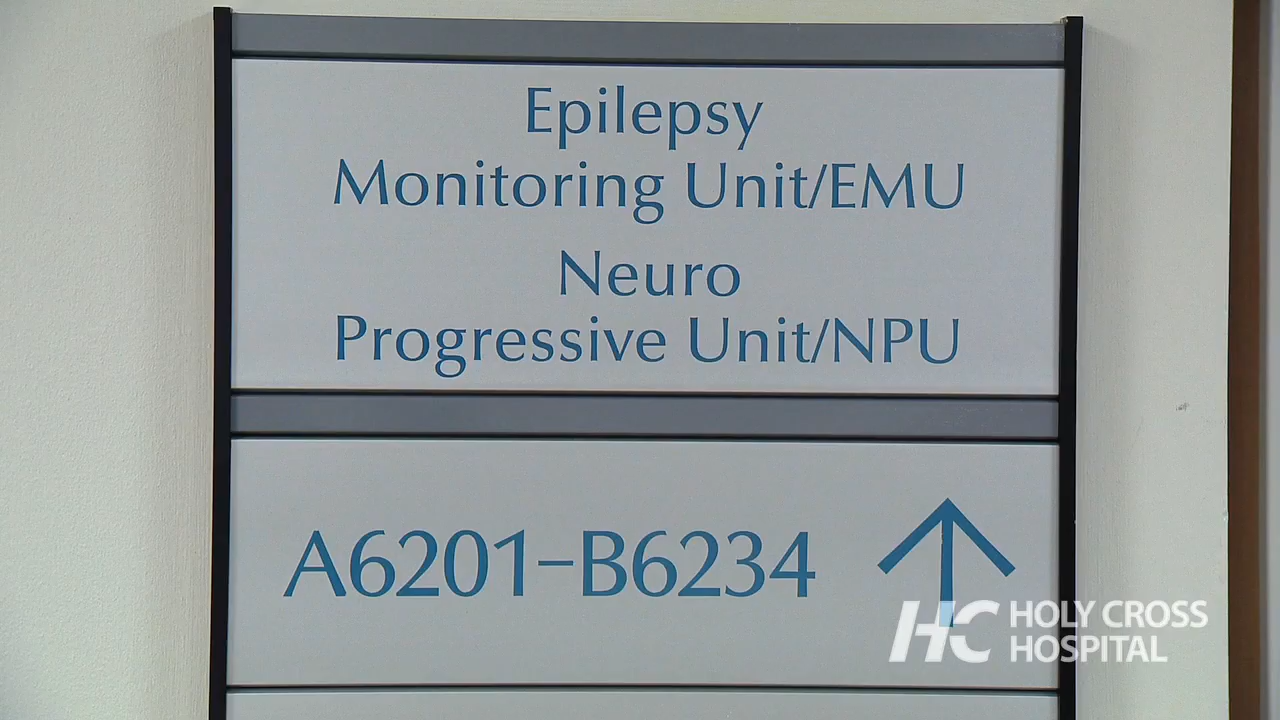 Epilepsy
Monitoring Unit/EMU
Neuro
Progressive Unit/NPU
A6201–B6234
HC HOLY CROSS
HOSPITAL